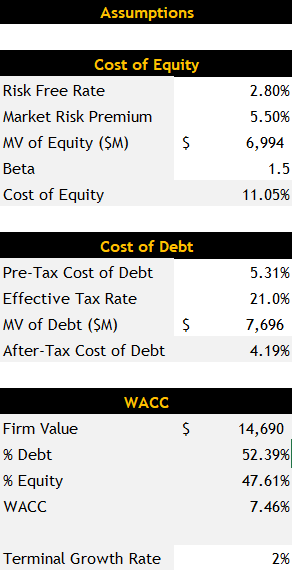 Assumptions
Cost of Equity
Risk Free Rate 2.80%
Market Risk Premium 5.50%
MV of Equity ($M) $ 6,994
Beta 1.5
Cost of Equity 11.05%
Cost of Debt
Pre-Tax Cost of Debt 5.31%
Effective Tax Rate 21.0%
MV of Debt ($M) $ 7,696
After-Tax Cost of Debt 4.19%
WACC
Firm Value $ 14,690
% Debt 52.39%
% Equity 47.61%
WACC 7.46%
Terminal Growth Rate 2%